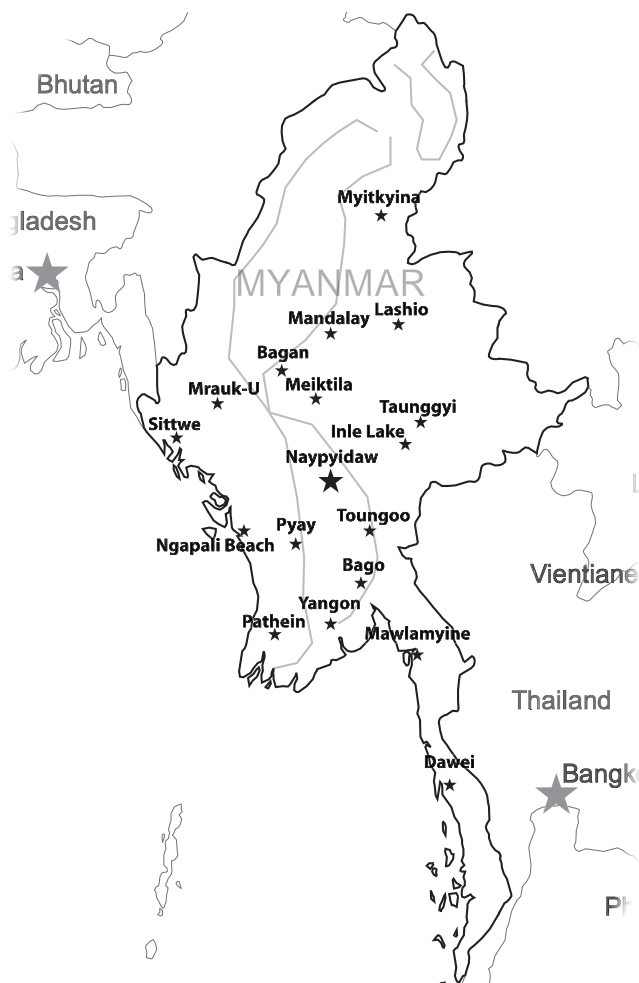 Bhutan
Myitkyina
gladesh
a
MYANMAR
Lashio
Mandalay
Bagan
Meiktila
Mrauk-U
Taunggyi
Sittwe
Inle Lake
Naypyidaw
Toungoo
Pyay
Ngapali Beach
Bago
Vientiane
Yangon
Pathein
Mawlamyine
Thailand
Dawei
Bangk
Ph